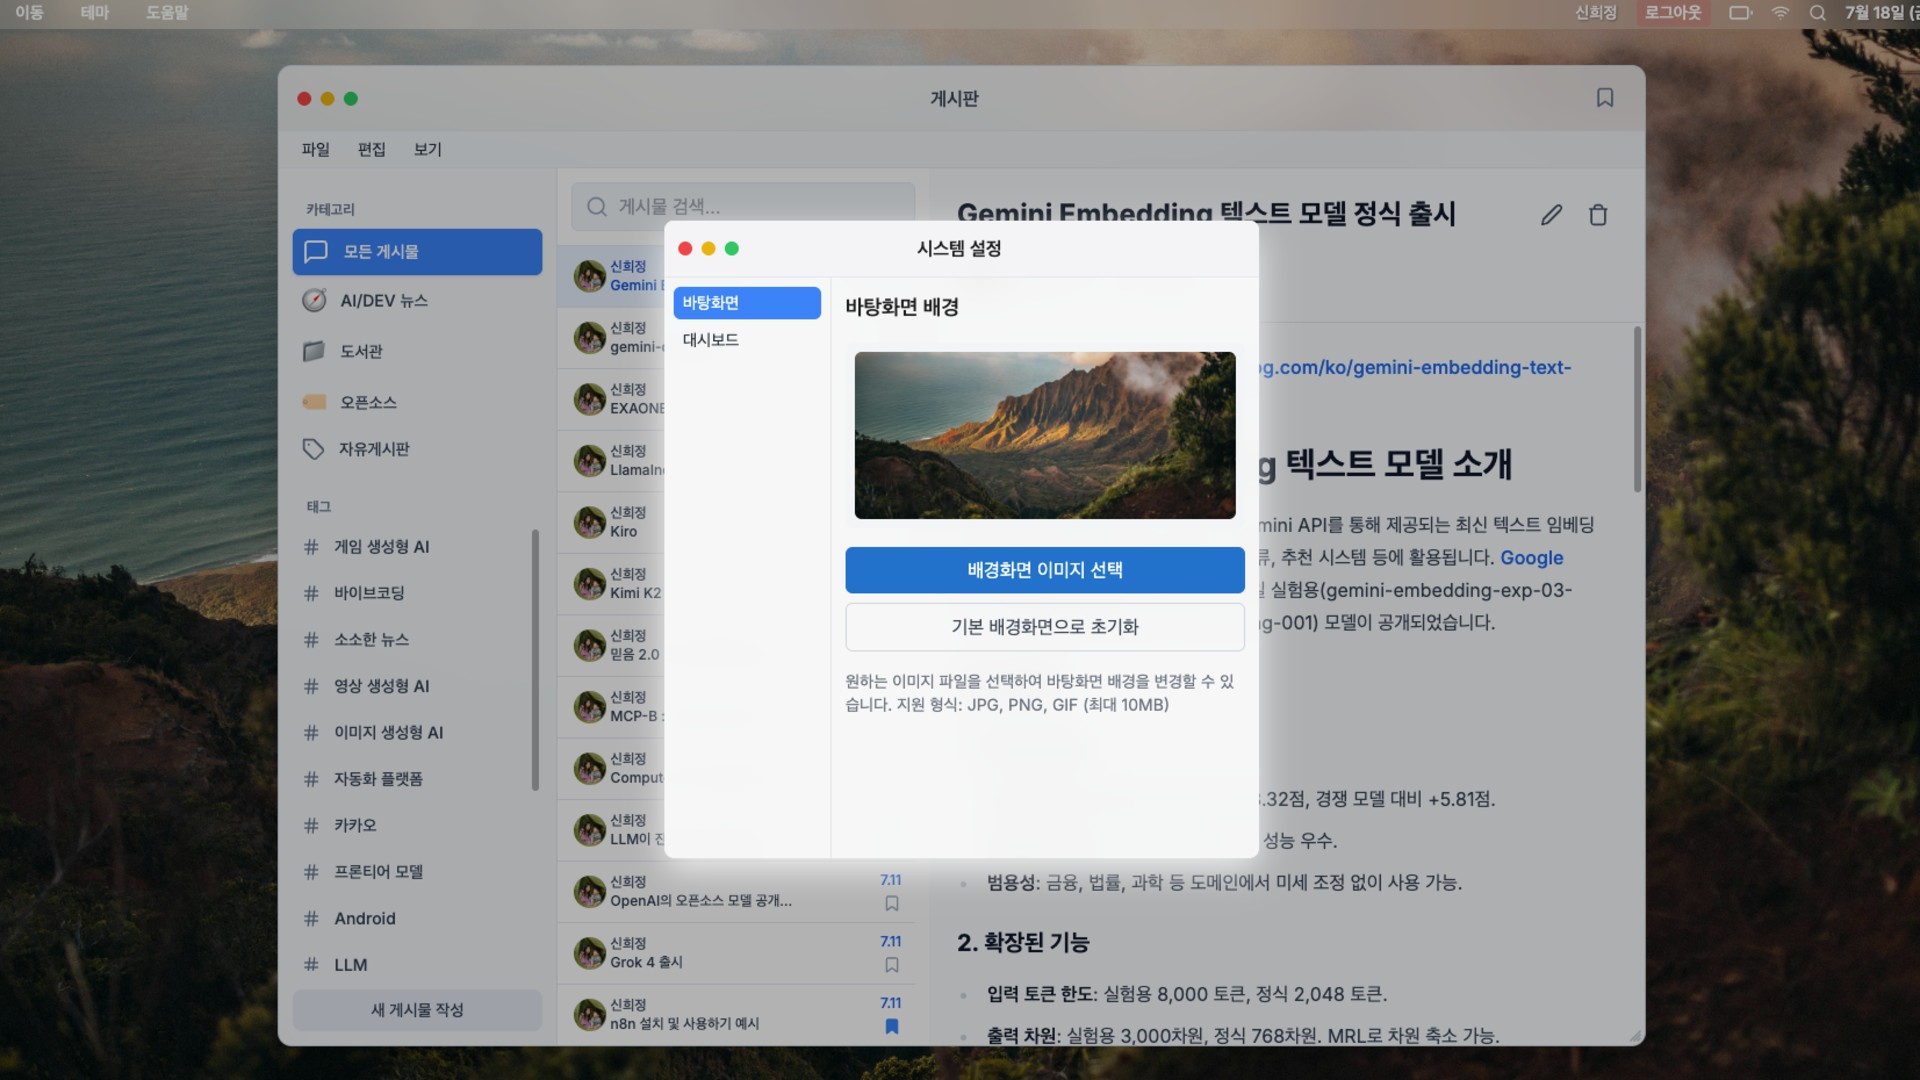 이동 테마 도움말 신희정 로그아웃 7월 18일
게시판
파일 편집 보기
카테고리
모든 게시물
AI/DEV 뉴스
도서관
오픈소스
자유게시판
태그
# 게임 생성형 AI
# 바이브코딩
# 소소한 뉴스
# 영상 생성형 AI
# 이미지 생성형 AI
# 자동화 플랫폼
# 카카오
# 프론티어 모델
# Android
# LLM
새 게시물 작성
게시물 검색...
신희정
Gemini
신희정
gemini-
신희정
EXAONE
신희정
LlamaIn
신희정
Kiro
신희정
Kimi K2
신희정
믿음 2.0
신희정
MCP-B :
신희정
Comput
신희정
LLM이
신희정 7.11
OpenAI의 오픈소스 모델 공개...
신희정 7.11
Grok 4 출시
신희정 7.11
n8n 설치 및 사용하기 예시
시스템 설정
바탕화면
대시보드
바탕화면 배경
배경화면 이미지 선택
기본 배경화면으로 초기화
원하는 이미지 파일을 선택하여 바탕화면 배경을 변경할 수 있
습니다. 지원 형식: JPG, PNG, GIF (최대 10MB)
Gemini Embedding 텍스트 모델 정식 출시
og.com/ko/gemini-embedding-text-
g 텍스트 모델 소개
mini API를 통해 제공되는 최신 텍스트 임베딩
류, 추천 시스템 등에 활용됩니다. Google
실험용(gemini-embedding-exp-03-
ng-001) 모델이 공개되었습니다.
.32점, 경쟁 모델 대비 +5.81점.
성능 우수.
범용성: 금융, 법률, 과학 등 도메인에서 미세 조정 없이 사용 가능.
2. 확장된 기능
입력 토큰 한도: 실험용 8,000 토큰, 정식 2,048 토큰.
출력 차원: 실험용 3,000차원, 정식 768차원. MRL로 차원 축소 가능.